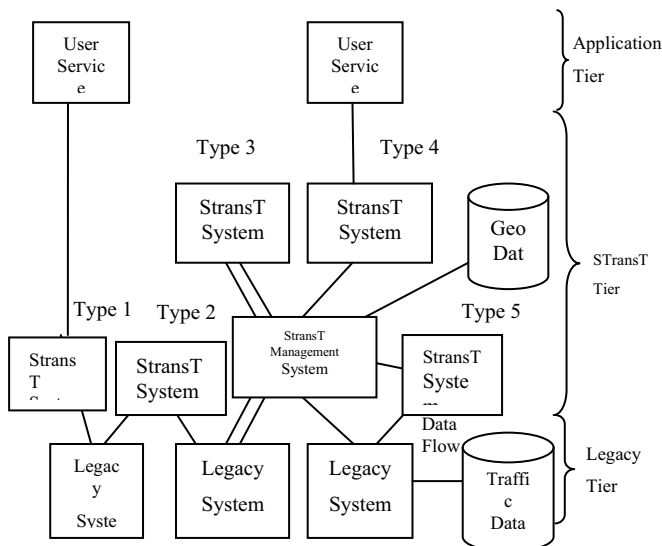 User
Servic
e
User
Servic
e
Application
Tier
Type 3
Type 4
StransT
System
StransT
System
Geo
Dat
STransT
Tier
Type 1
Type 2
Type 5
StransT
Management
System
Strans
T
StransT
System
StransT
Syste
m
Data
Flow
Legac
y
Syste
Legacy
System
Legacy
System
Traffi
c
Data
Legacy
Tier